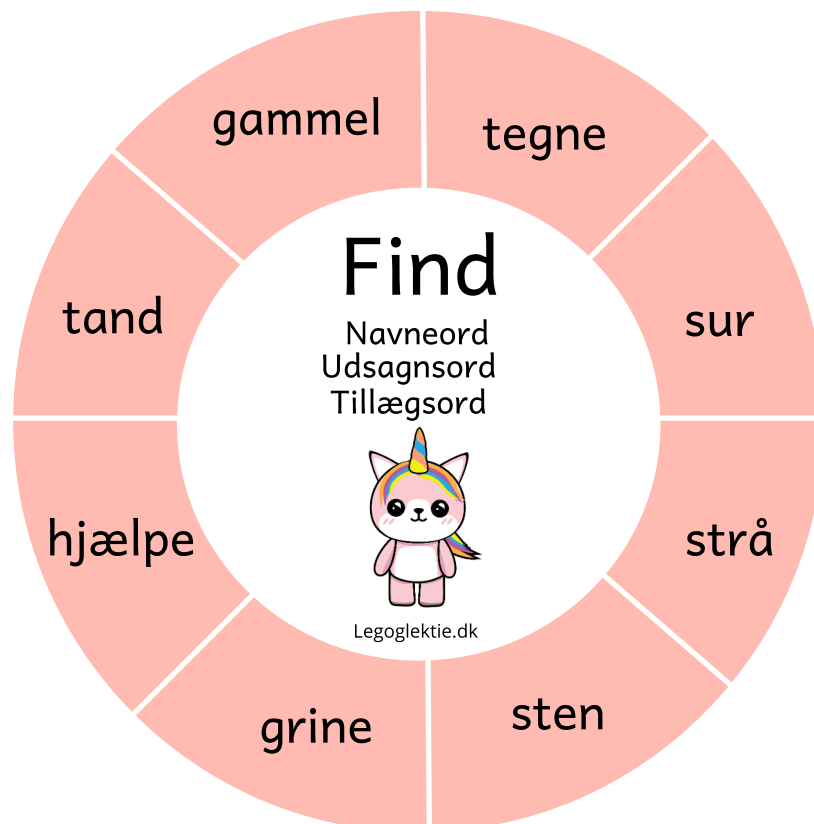 gammel
tegne
sur
strå
sten
grine
hjælpe
tand
Find
Navneord
Udsagnsord
Tillægsord
Legoglektie.dk